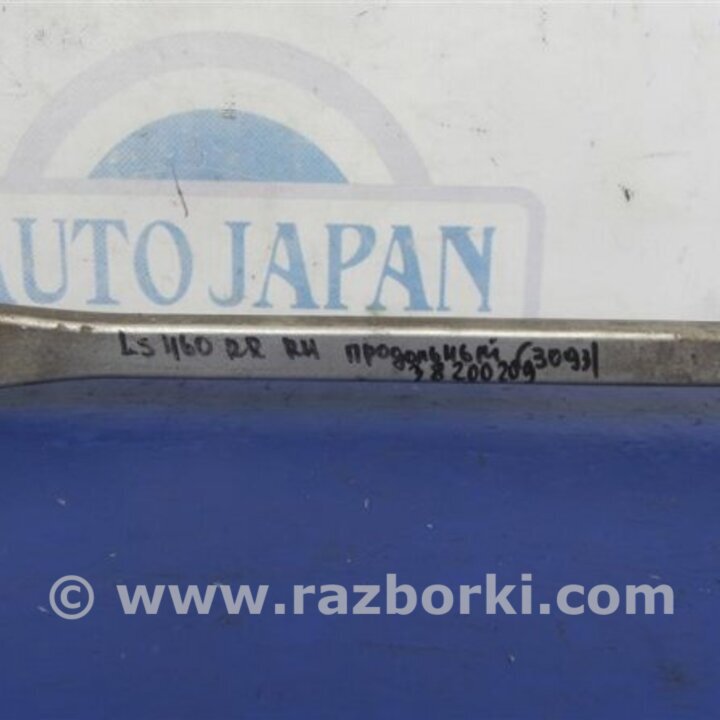 AUTO JAPAN
LS 460 RR RH продольный (3093)
38200209
© www.razborki.com